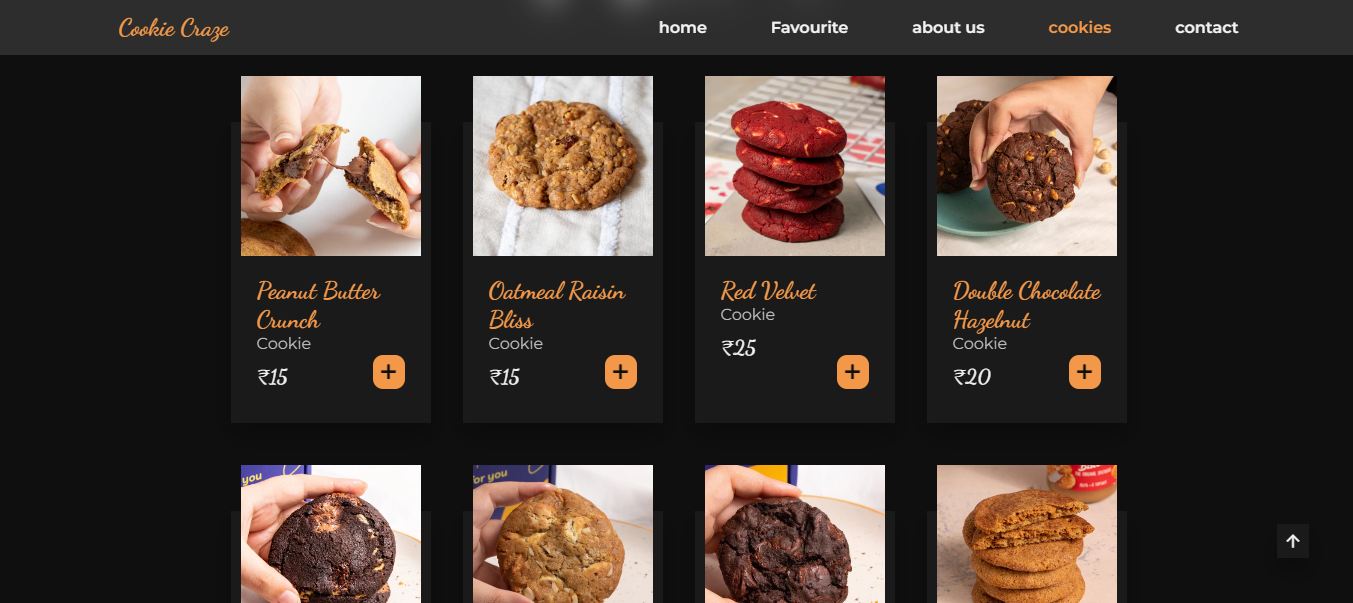 Cookie Craze
home Favourite about us cookies contact
Peanut Butter
Crunch
Cookie
₹15
+
Oatmeal Raisin
Bliss
Cookie
₹15
+
Red Velvet
Cookie
₹25
+
Double Chocolate
Hazelnut
Cookie
₹20
+
you
for you